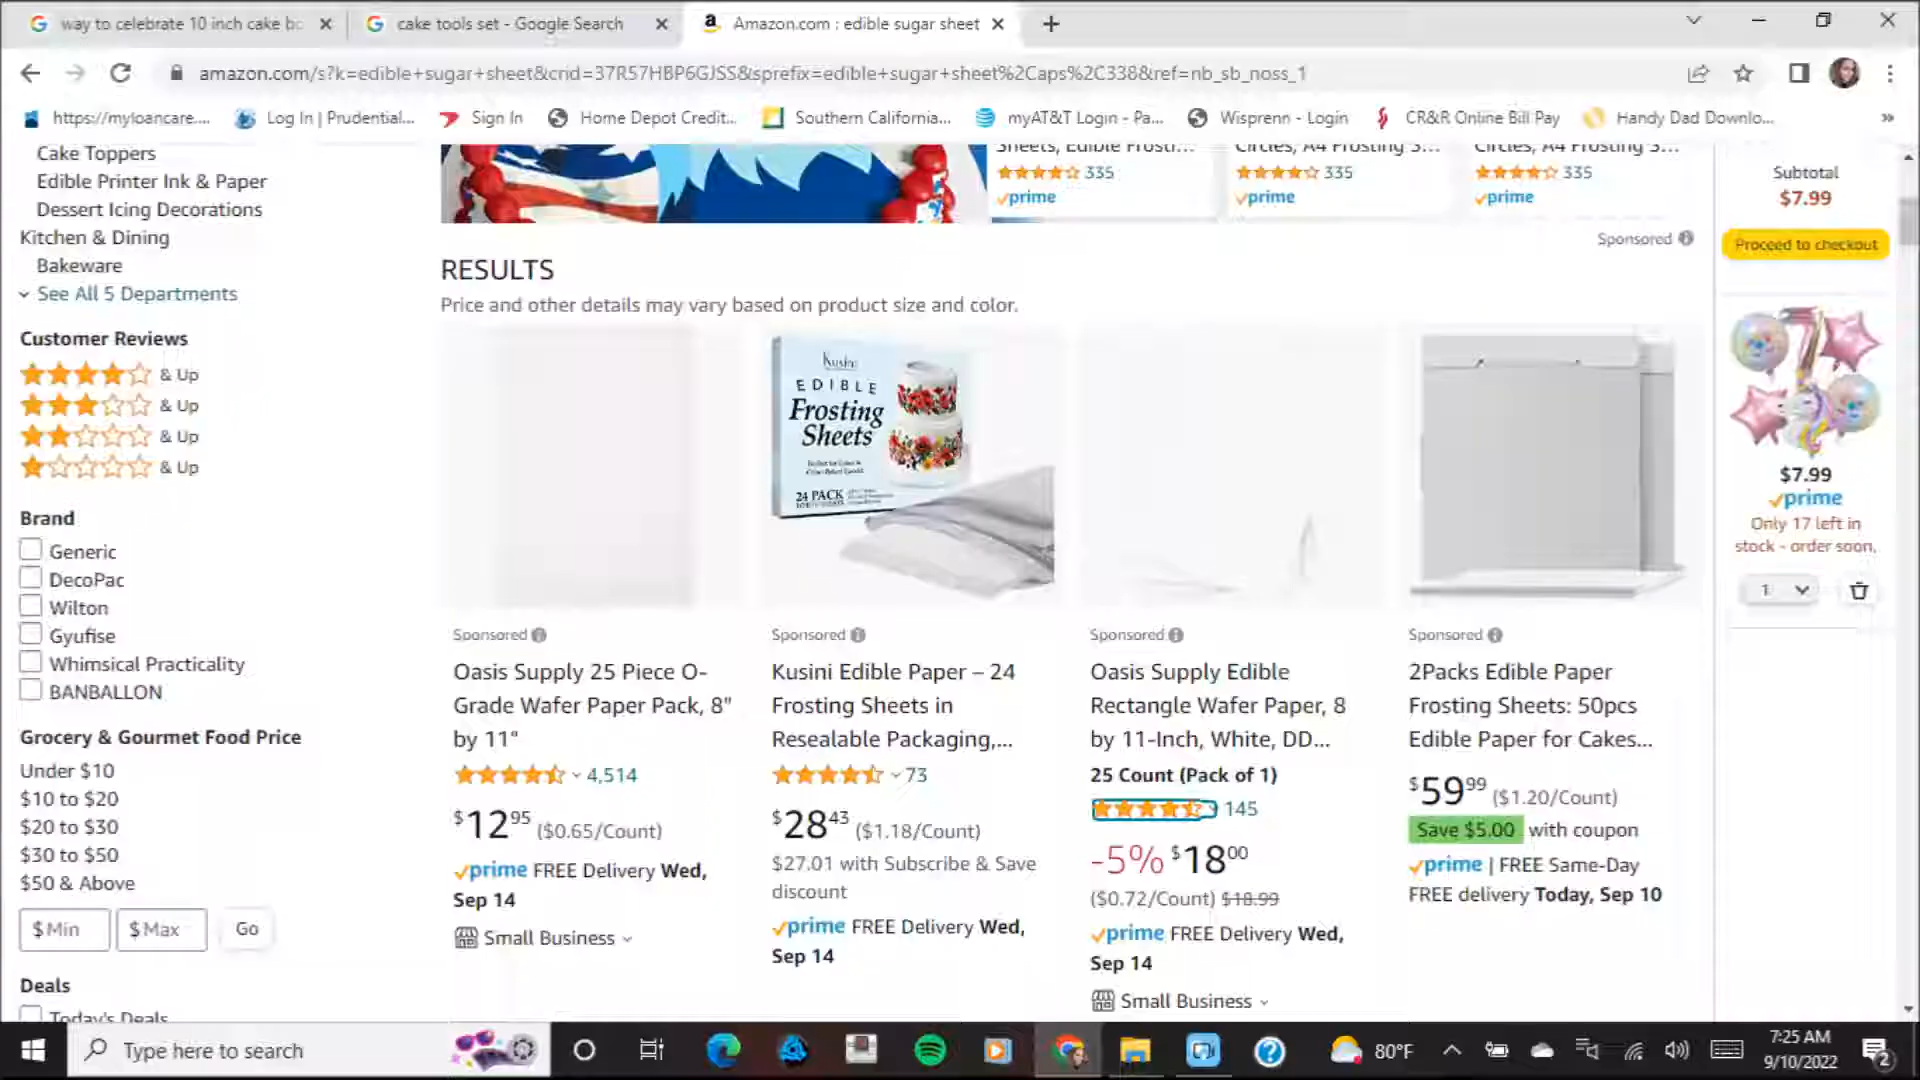 way to celebrate 10 inch cake bo
cake tools set - Google Search
Amazon.com : edible sugar sheet
amazon.com/s?k=edible+sugar+sheet&crid=37R57HBP6GJSS&sprefix=edible+sugar+sheet%2Caps%2C338&ref=nb_sb_noss_1
https://myloancare....
Log In | Prudential...
Sign In
Home Depot Credit...
Southern California...
myAT&T Login - Pa...
Wisprenn - Login
CR&R Online Bill Pay
Handy Dad Downlo...
»
Cake Toppers
Edible Printer Ink & Paper
Dessert Icing Decorations
Kitchen & Dining
Bakeware
See All 5 Departments
Customer Reviews
& Up
& Up
& Up
& Up
Brand
Generic
DecoPac
Wilton
Gyufise
Whimsical Practicality
BANBALLON
Grocery & Gourmet Food Price
Under $10
$10 to $20
$20 to $30
$30 to $50
$50 & Above
$ Min
$ Max
Go
Deals
Today's Deals
Sheets, Edible Frosti...
335
prime
Circles, A4 Frosting S...
335
prime
Circles, A4 Frosting S...
335
prime
Sponsored
RESULTS
Price and other details may vary based on product size and color.
Kusini
EDIBLE
Frosting
Sheets
24 PACK
Sponsored
Oasis Supply 25 Piece O-
Grade Wafer Paper Pack, 8"
by 11"
4,514
$12.95 ($0.65/Count)
prime FREE Delivery Wed,
Sep 14
Small Business
Sponsored
Kusini Edible Paper – 24
Frosting Sheets in
Resealable Packaging,...
73
$28.43 ($1.18/Count)
$27.01 with Subscribe & Save
discount
prime FREE Delivery Wed,
Sep 14
Sponsored
Oasis Supply Edible
Rectangle Wafer Paper, 8
by 11-Inch, White, DD...
25 Count (Pack of 1)
145
-5% $18.00
($0.72/Count) $18.99
prime FREE Delivery Wed,
Sep 14
Small Business
Sponsored
2Packs Edible Paper
Frosting Sheets: 50pcs
Edible Paper for Cakes...
$59.99 ($1.20/Count)
Save $5.00 with coupon
prime | FREE Same-Day
FREE delivery Today, Sep 10
Subtotal
$7.99
Proceed to checkout
$7.99
prime
Only 17 left in
stock - order soon.
1
Type here to search
80°F
7:25 AM
9/10/2022
2